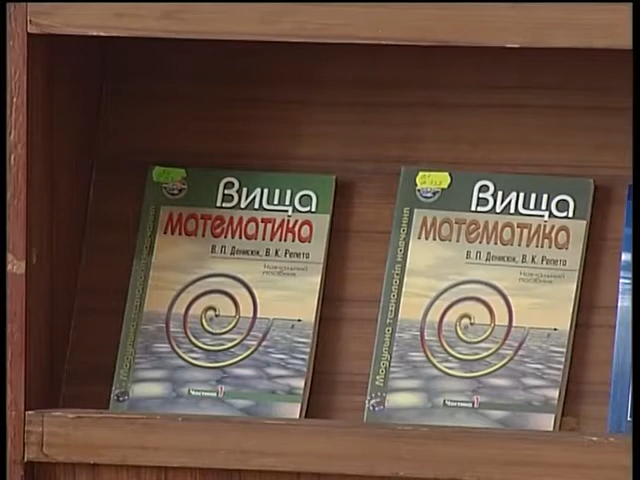 Вища
математика
В. П. Денисюк, В. К. Репета
Навчальний
посібник
Модульна технологія навчання
Частина 1
Вища
математика
В. П. Денисюк, В. К. Репета
Навчальний
посібник
Модульна технологія навчання
Частина 1